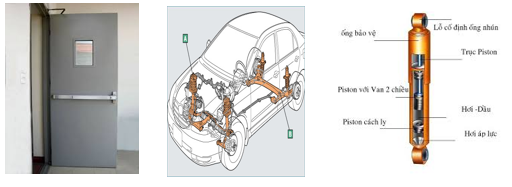 A
B
Lỗ cố định ống nhún
ống bảo vệ
Trục Piston
Piston với Van 2 chiều
Hơi -Dầu
Piston cách ly
Hơi áp lực